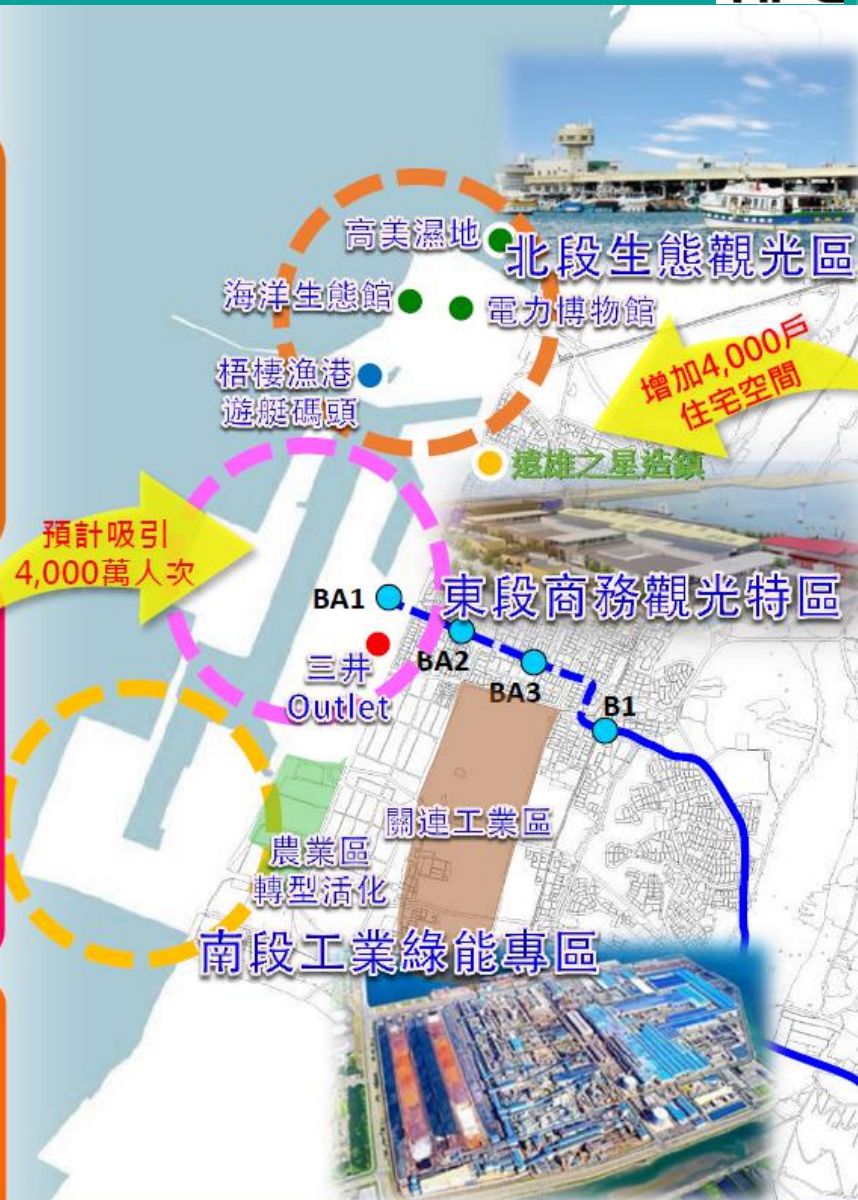 高美濕地
北段生態觀光區
海洋生態館
電力博物館
梧棲漁港
遊艇碼頭
增加4,000戶
住宅空間
遠雄之星造鎮
預計吸引
4,000萬人次
BA1
東段商務觀光特區
BA2
三井
Outlet
BA3
B1
關連工業區
農業區
轉型活化
南段工業綠能專區